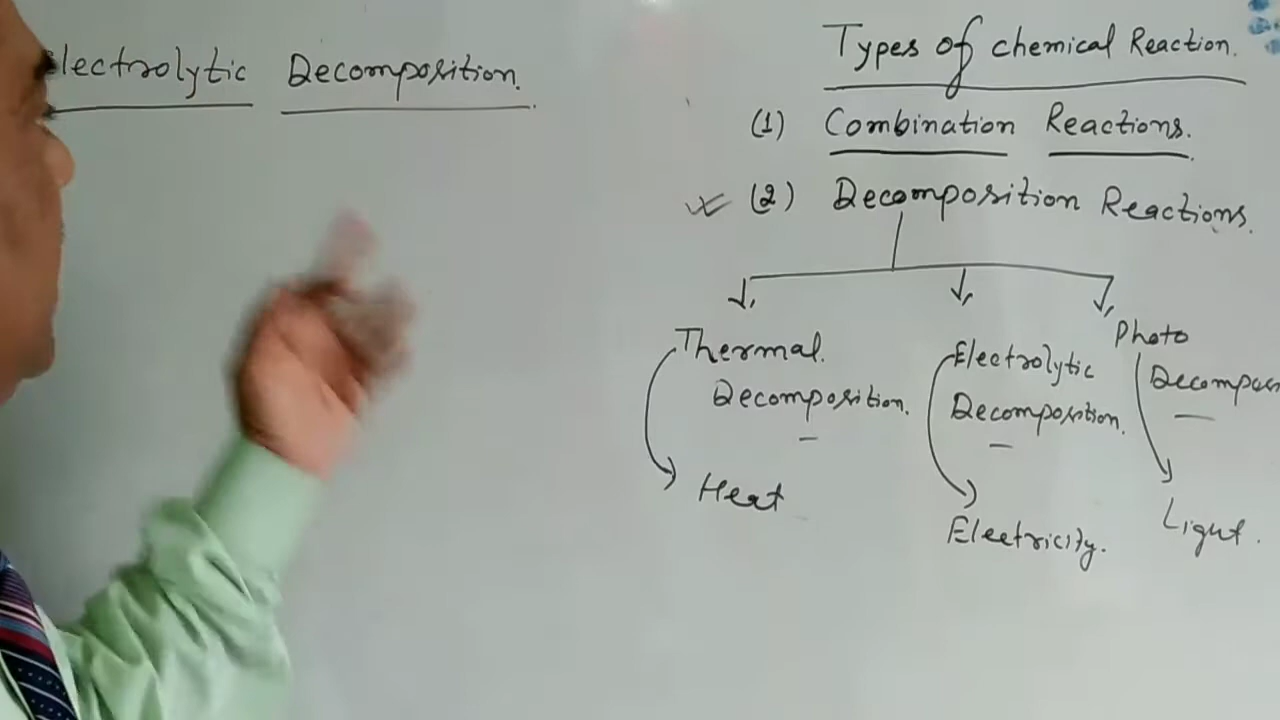 lectrolytic Decomposition.
Types of chemical Reaction.
(1) Combination Reactions.
(2) Decomposition Reactions.
Thermal.
Decomposition.
Heat
Electrolytic
Decomposition.
Electricity.
Photo
Decompos
Light.